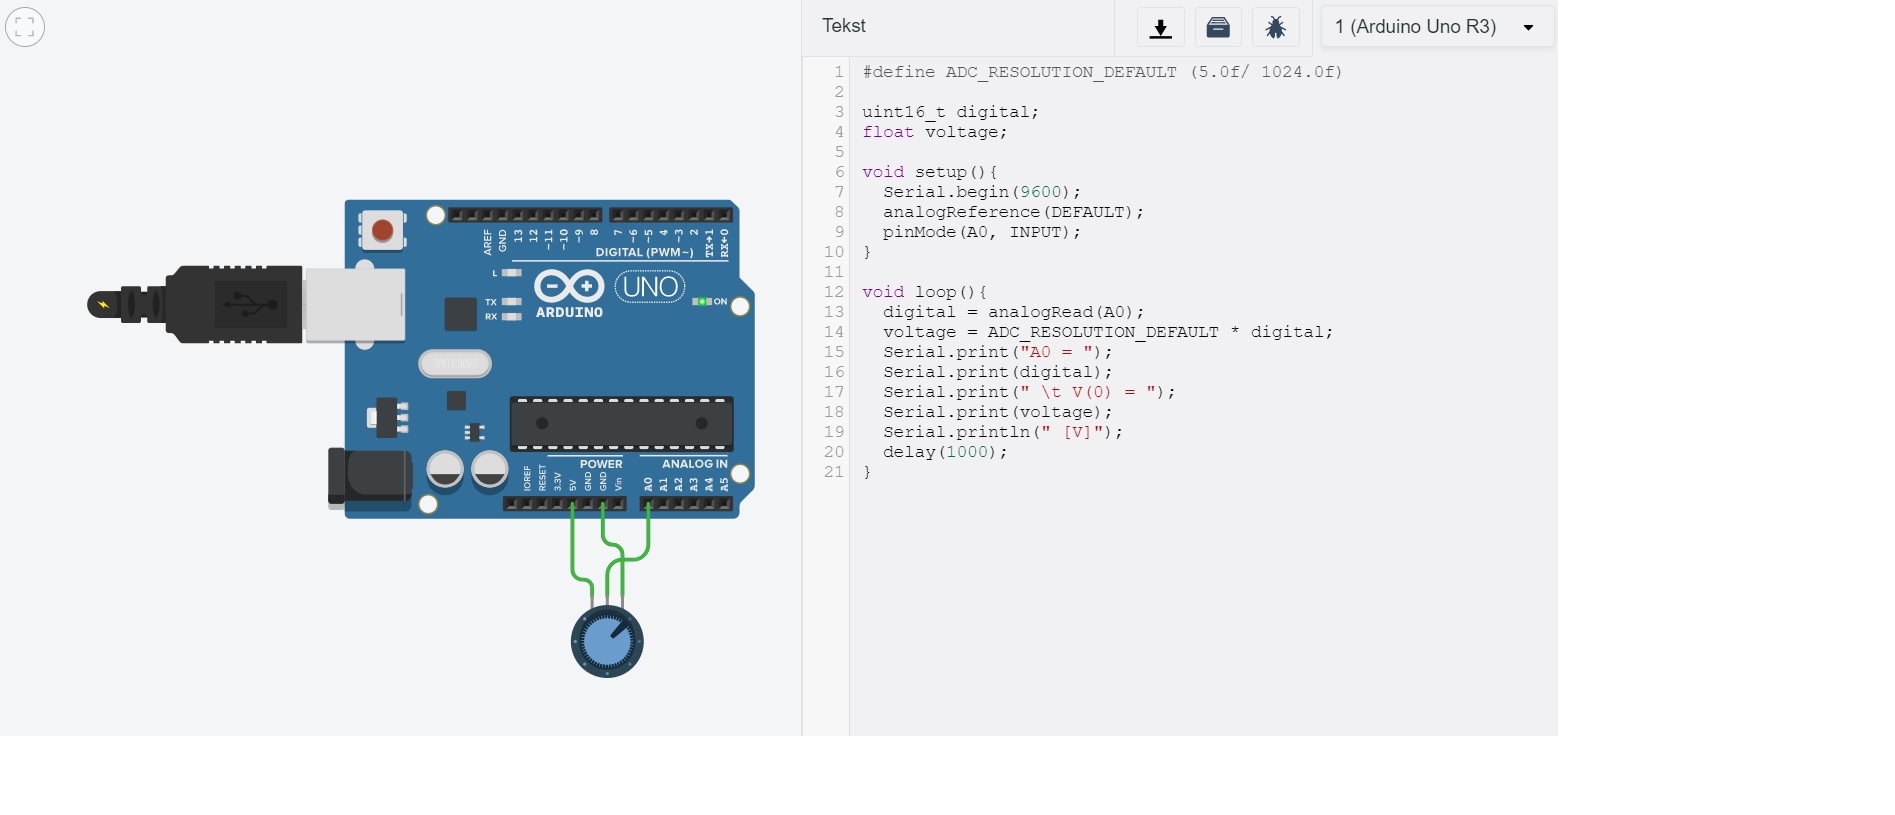 Tekst
1 (Arduino Uno R3)
1 #define ADC_RESOLUTION_DEFAULT (5.0f/ 1024.0f)
2
3 uint16_t digital;
4 float voltage;
5
6 void setup(){
7 Serial.begin(9600);
8 analogReference(DEFAULT);
9 pinMode(A0, INPUT);
10 }
11
12 void loop(){
13 digital = analogRead(A0);
14 voltage = ADC_RESOLUTION_DEFAULT * digital;
15 Serial.print("A0 = ");
16 Serial.print(digital);
17 Serial.print(" \t V(0) = ");
18 Serial.print(voltage);
19 Serial.println(" [V]");
20 delay(1000);
21 }
AREF GND 13 12 ~11 ~10 ~9 8 7 ~6 ~5 4 ~3 2 TX→1 RX←0
DIGITAL (PWM~)
L
TX
RX
UNO
ON
ARDUINO
POWER
ANALOG IN
IOREF RESET 3.3V 5V GND GND Vin A0 A1 A2 A3 A4 A5